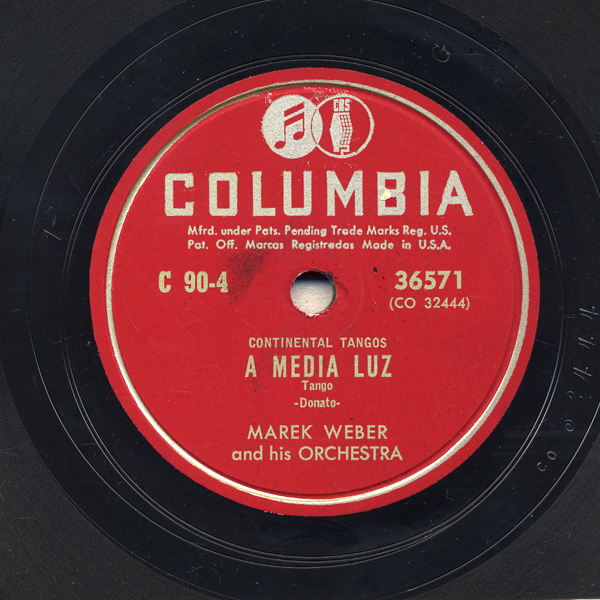 CBS
COLUMBIA
Mfrd. under Pats. Pending Trade Marks Reg. U.S.
Pat. Off. Marcas Registradas Made in U.S.A.
C 90-4
36571
(CO 32444)
CONTINENTAL TANGOS
A MEDIA LUZ
Tango
-Donato-
MAREK WEBER
and his ORCHESTRA